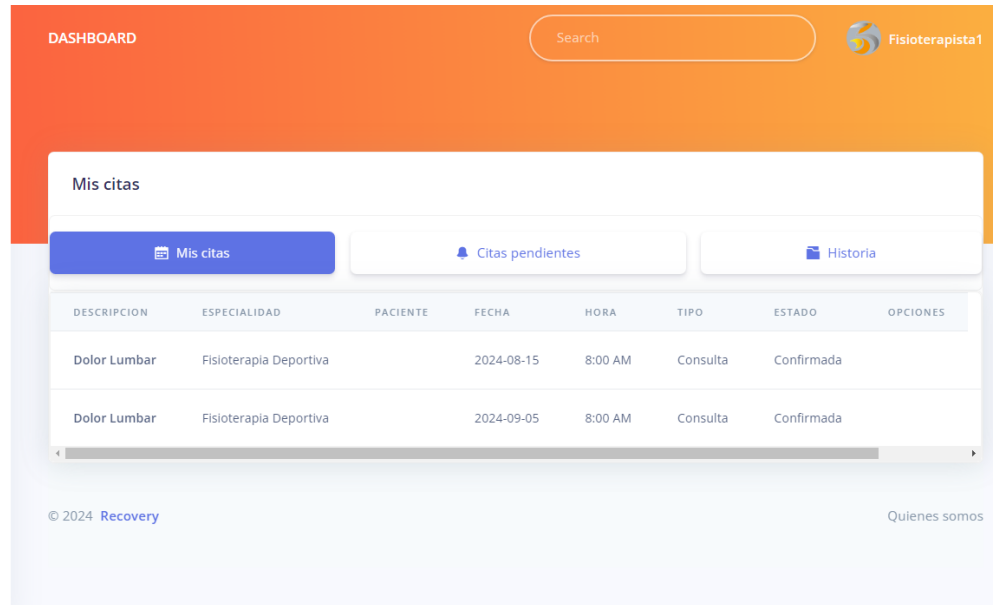 DASHBOARD Search Fisioterapista1
Mis citas
Mis citas Citas pendientes Historia
DESCRIPCION ESPECIALIDAD PACIENTE FECHA HORA TIPO ESTADO OPCIONES
Dolor Lumbar Fisioterapia Deportiva 2024-08-15 8:00 AM Consulta Confirmada
Dolor Lumbar Fisioterapia Deportiva 2024-09-05 8:00 AM Consulta Confirmada
© 2024 Recovery Quienes somos